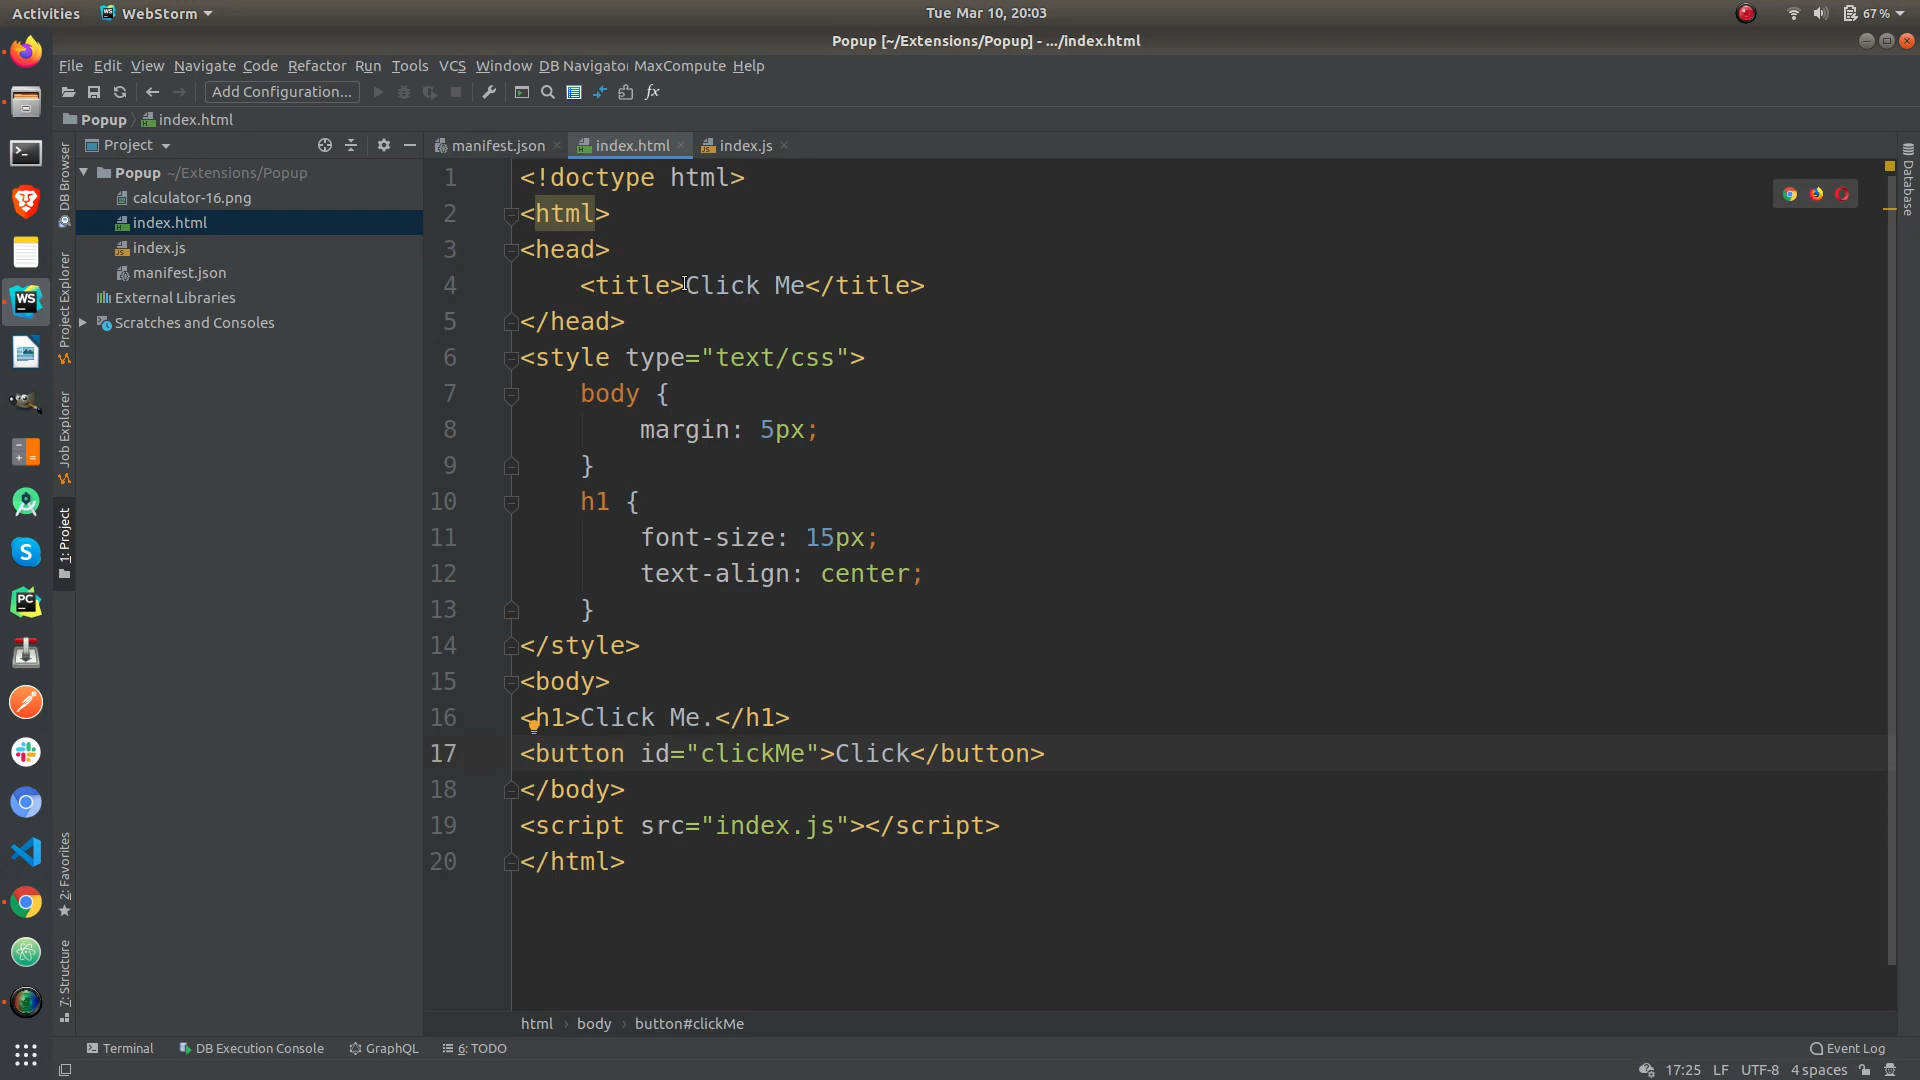 Activities
WebStorm
Tue Mar 10, 20:03
67 %
Popup [~/Extensions/Popup] - .../index.html
File Edit View Navigate Code Refactor Run Tools VCS Window DB Navigator MaxCompute Help
Add Configuration...
fx
Popup
index.html
Project
manifest.json
index.html
index.js
Popup ~/Extensions/Popup
calculator-16.png
index.html
index.js
manifest.json
External Libraries
Scratches and Consoles
DB Browser
Project Explorer
Job Explorer
1: Project
2: Favorites
7: Structure
Database
WS
S
PC
1 <!doctype html>
2 <html>
3 <head>
4 <title>Click Me</title>
5 </head>
6 <style type="text/css">
7 body {
8 margin: 5px;
9 }
10 h1 {
11 font-size: 15px;
12 text-align: center;
13 }
14 </style>
15 <body>
16 <h1>Click Me.</h1>
17 <button id="clickMe">Click</button>
18 </body>
19 <script src="index.js"></script>
20 </html>
html
body
button#clickMe
Terminal
DB Execution Console
GraphQL
6: TODO
Event Log
17:25 LF UTF-8 4 spaces